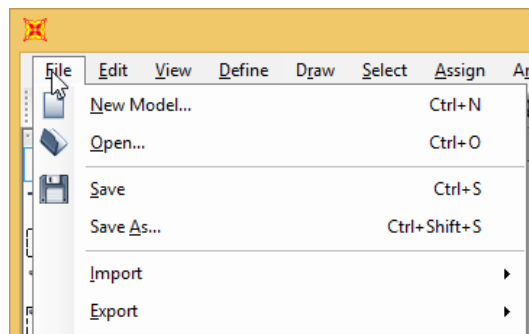 File Edit View Define Draw Select Assign
New Model... Ctrl+N
Open... Ctrl+O
Save Ctrl+S
Save As... Ctrl+Shift+S
Import
Export